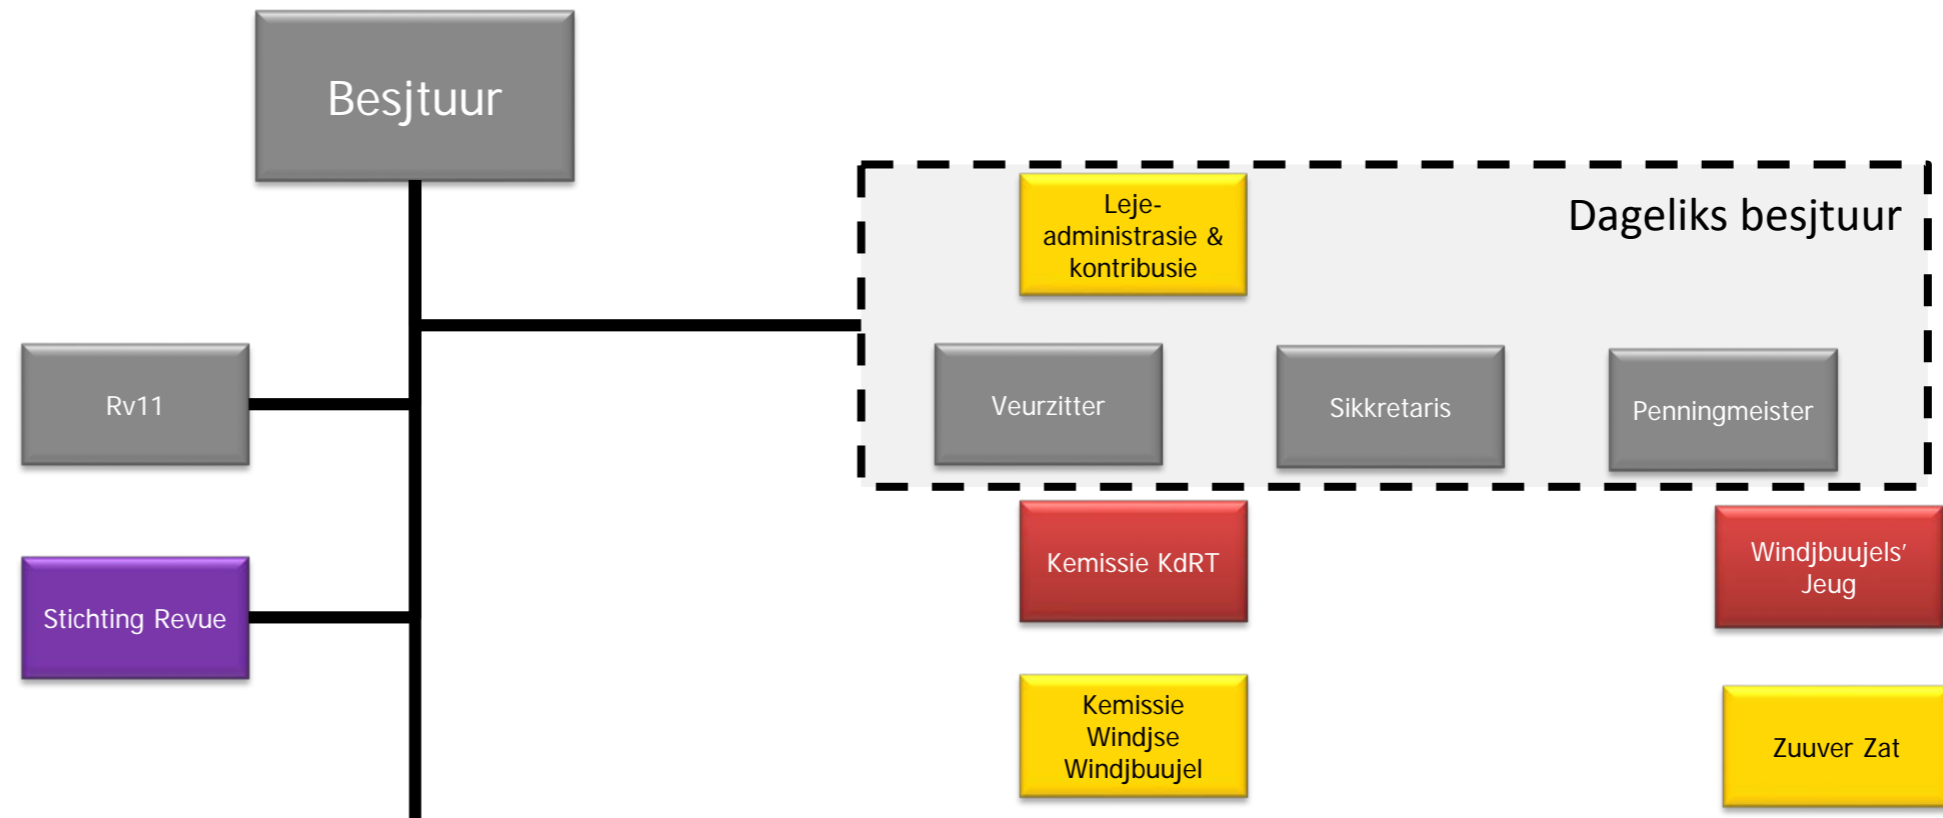 Besjtuur
Dageliks besjtuur
Leje-
administrasie &
kontribusie
Rv11
Veurzitter
Sikkretaris
Penningmeister
Stichting Revue
Kemissie KdRT
Windjbuujels’
Jeug
Kemissie
Windjse
Windjbuujel
Zuuver Zat